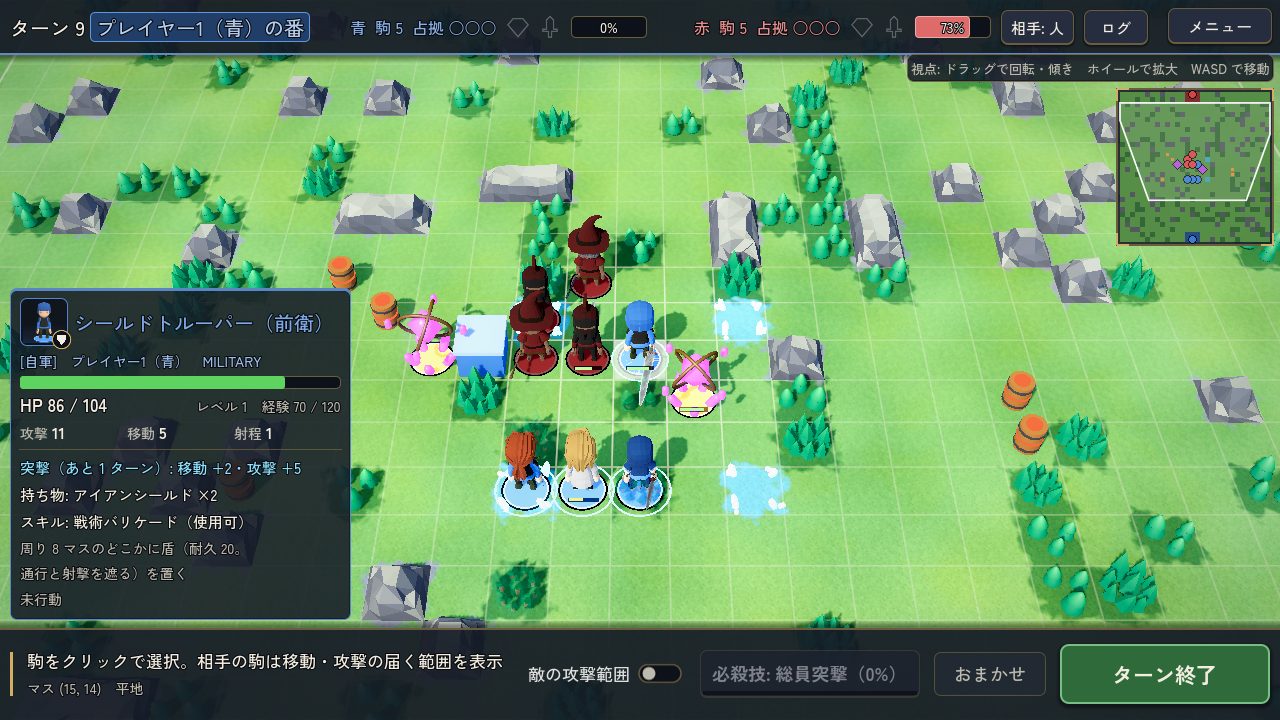 ターン 9 プレイヤー1（青）の番 青 駒 5 占拠 〇〇〇 0% 赤 駒 5 占拠 〇〇〇 73% 相手: 人 ログ メニュー
視点: ドラッグで回転・傾き ホイールで拡大 WASD で移動
シールドトルーパー（前衛）
[自軍] プレイヤー1（青） MILITARY
HP 86 / 104 レベル 1 経験 70 / 120
攻撃 11 移動 5 射程 1
突撃（あと 1 ターン）: 移動 +2・攻撃 +5
持ち物: アイアンシールド ×2
スキル: 戦術バリケード（使用可）
周り 8 マスのどこかに盾（耐久 20。
通行と射撃を遮る）を置く
未行動
駒をクリックで選択。相手の駒は移動・攻撃の届く範囲を表示
マス (15, 14) 平地
敵の攻撃範囲
必殺技: 総員突撃（0%）
おまかせ
ターン終了